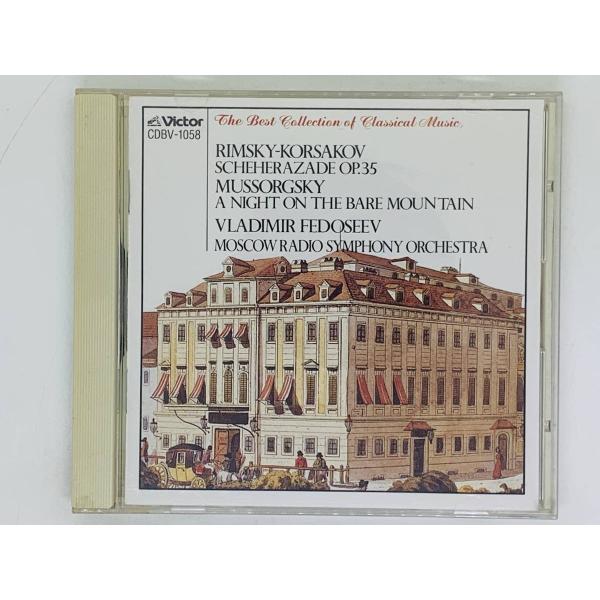 Victor
CDBV-1058
The Best Collection of Classical Music.
RIMSKY-KORSAKOV
SCHEHERAZADE OP.35
MUSSORGSKY
A NIGHT ON THE BARE MOUNTAIN
VLADIMIR FEDOSEEV
MOSCOW RADIO SYMPHONY ORCHESTRA